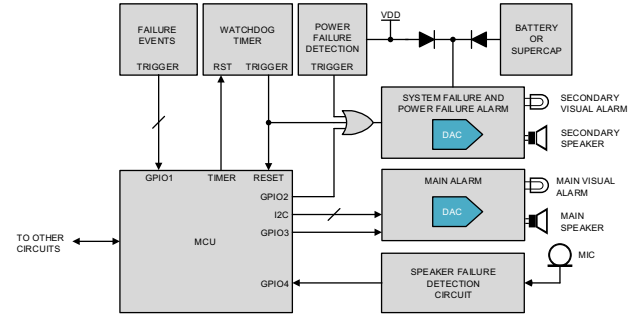 FAILURE
EVENTS
TRIGGER
WATCHDOG
TIMER
RST
TRIGGER
POWER
FAILURE
DETECTION
TRIGGER
VDD
BATTERY
OR
SUPERCAP
SYSTEM FAILURE AND
POWER FAILURE ALARM
DAC
SECONDARY
VISUAL ALARM
SECONDARY
SPEAKER
GPIO1
TIMER
RESET
GPIO2
I2C
GPIO3
MCU
GPIO4
TO OTHER
CIRCUITS
MAIN ALARM
DAC
MAIN VISUAL
ALARM
MAIN
SPEAKER
MIC
SPEAKER FAILURE
DETECTION
CIRCUIT